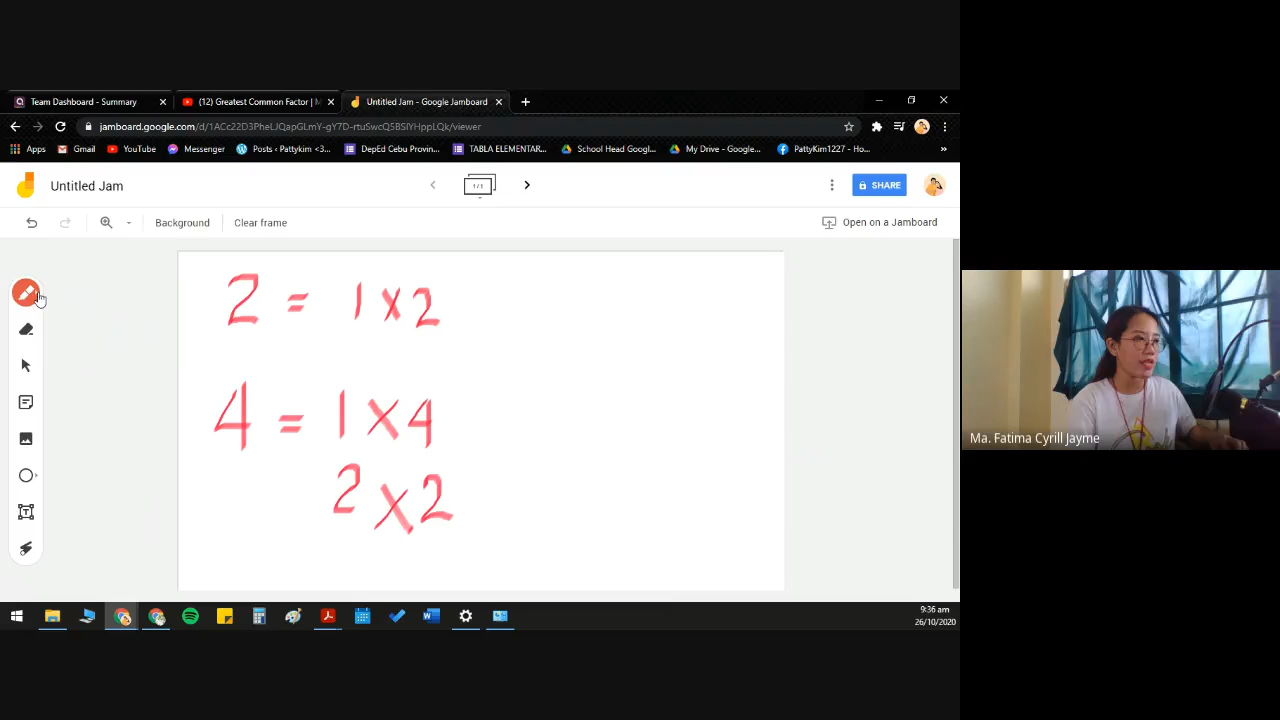 Team Dashboard - Summary
(12) Greatest Common Factor | M
Untitled Jam - Google Jamboard
jamboard.google.com/d/1ACc22D3PheLJQapGLmY-gY7D-rtuSwcQ5BSlYHppLQk/viewer
Apps
Gmail
YouTube
Messenger
Posts ‹ Pattykim <3...
DepEd Cebu Provin...
TABLA ELEMENTAR...
School Head Googl...
My Drive - Google...
PattyKim1227 - Ho...
Untitled Jam
1/1
SHARE
Background
Clear frame
Open on a Jamboard
2 = 1 x 2
4 = 1 x 4
2 x 2
Ma. Fatima Cyrill Jayme
9:36 am
26/10/2020